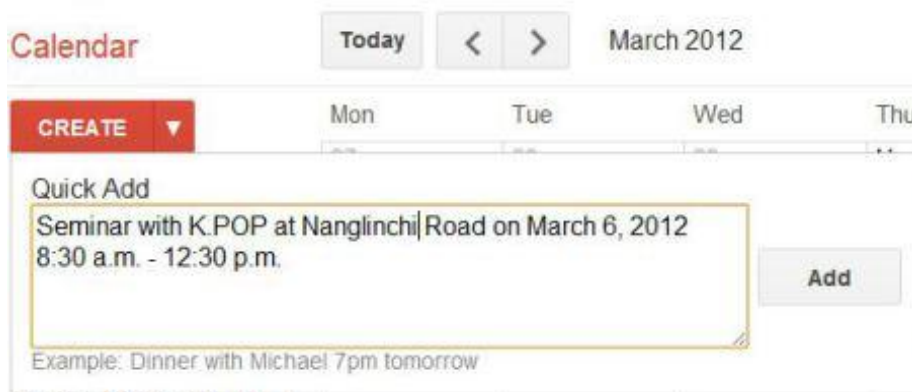 Calendar
Today < > March 2012
CREATE ▼
Mon Tue Wed Thu
Quick Add
Seminar with K.POP at Nanglinchi Road on March 6, 2012
8:30 a.m. - 12:30 p.m.
Add
Example: Dinner with Michael 7pm tomorrow